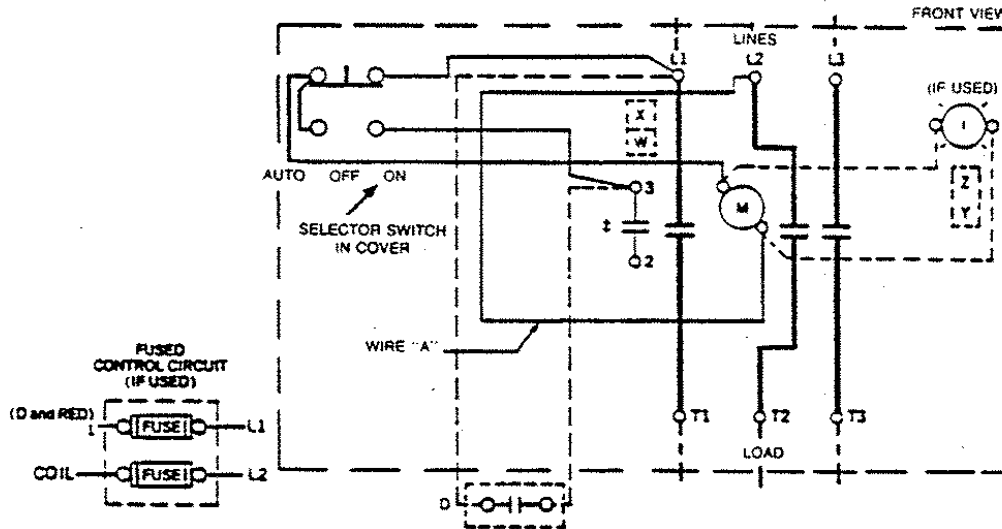 FRONT VIEW
LINES
L1 L2 L3
(IF USED)
X
W
I
Z
Y
AUTO OFF ON
3
M
SELECTOR SWITCH
IN COVER
‡
2
WIRE "A"
FUSED
CONTROL CIRCUIT
(IF USED)
T1 T2 T3
(D and RED)
1
FUSE
L1
LOAD
COIL
FUSE
L2
D